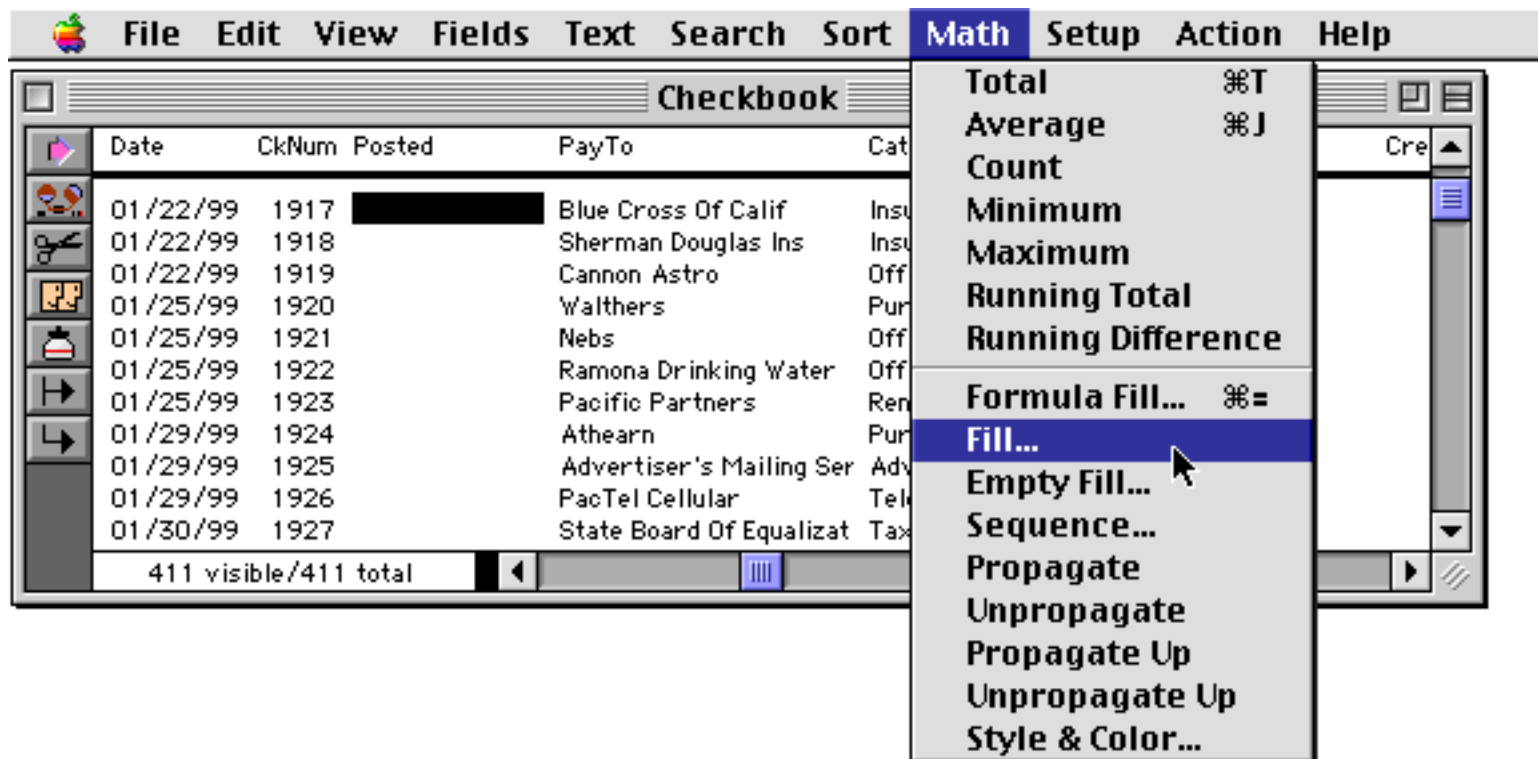 File Edit View Fields Text Search Sort Math Setup Action Help
Checkbook
Date CkNum Posted PayTo Cat Cre
01/22/99 1917 Blue Cross Of Calif Insu
01/22/99 1918 Sherman Douglas Ins Insu
01/22/99 1919 Cannon Astro Off
01/25/99 1920 Walthers Pur
01/25/99 1921 Nebs Off
01/25/99 1922 Ramona Drinking Water Off
01/25/99 1923 Pacific Partners Ren
01/29/99 1924 Athearn Pur
01/29/99 1925 Advertiser's Mailing Ser Adv
01/29/99 1926 PacTel Cellular Tele
01/30/99 1927 State Board Of Equalizat Tax
411 visible/411 total
Total ⌘T
Average ⌘J
Count
Minimum
Maximum
Running Total
Running Difference
Formula Fill... ⌘=
Fill...
Empty Fill...
Sequence...
Propagate
Unpropagate
Propagate Up
Unpropagate Up
Style & Color...